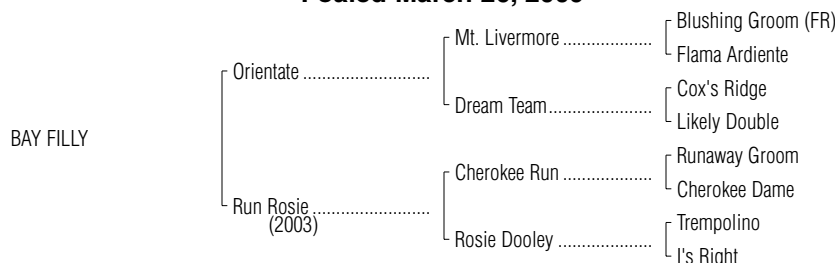 Foaled March
Blushing Groom (FR)
Mt. Livermore
Flama Ardiente
Orientate
Cox's Ridge
Dream Team
Likely Double
BAY FILLY
Runaway Groom
Cherokee Run
Cherokee Dame
Run Rosie
(2003)
Trempolino
Rosie Dooley
I's Right